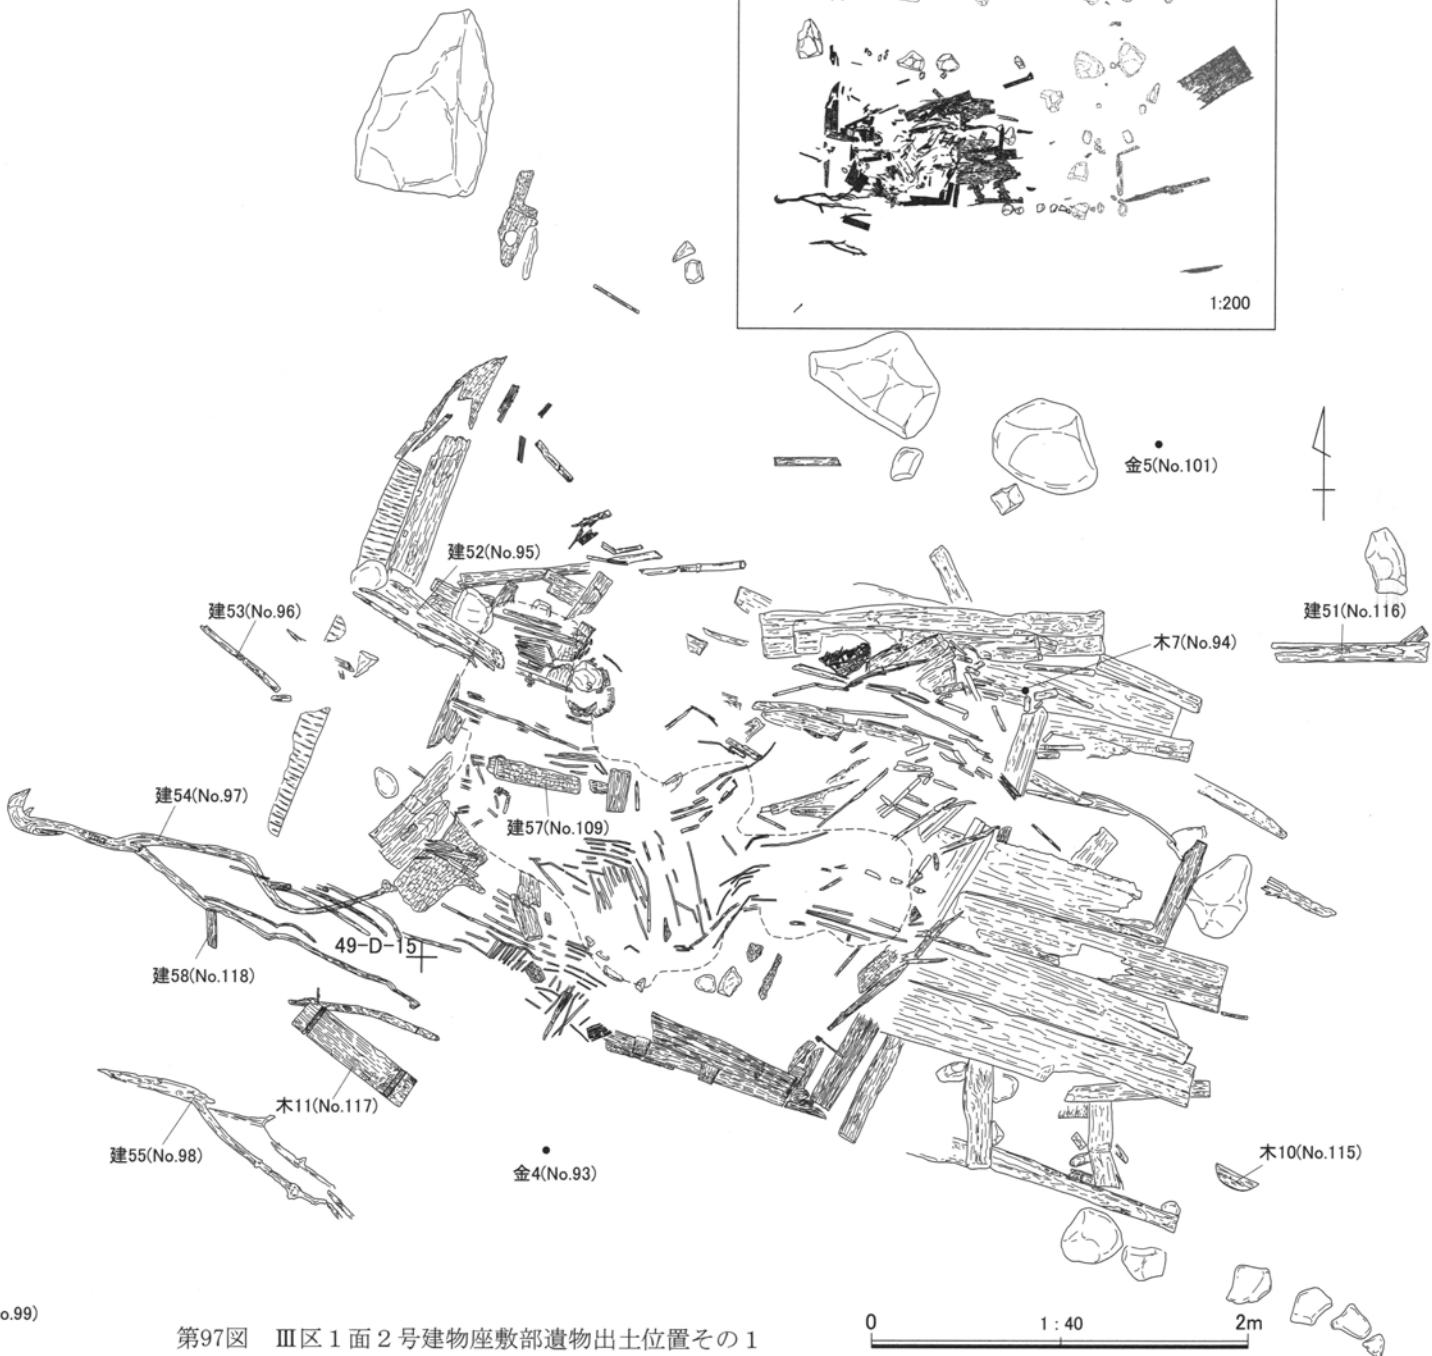 1:200
金5(No.101)
建52(No.95)
建53(No.96)
建51(No.116)
木7(No.94)
建54(No.97)
建57(No.109)
49-D-15
建58(No.118)
木11(No.117)
建55(No.98)
金4(No.93)
木10(No.115)
o.99)
第97図 Ⅲ区1面2号建物座敷部遺物出土位置その1
0 1:40 2m